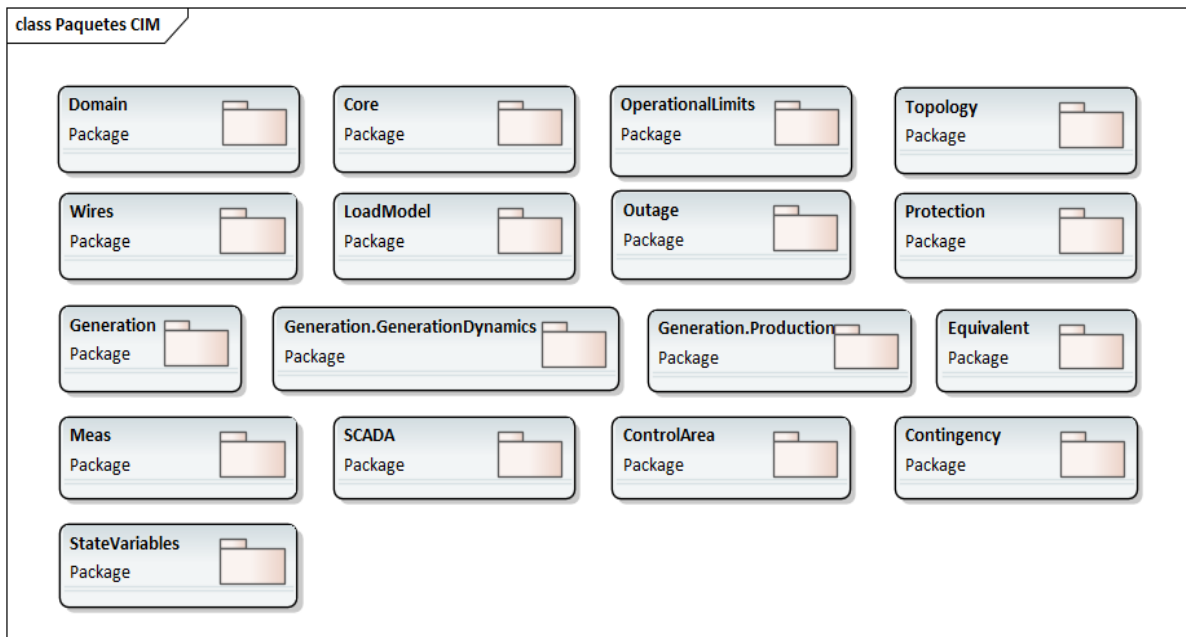 class Paquetes CIM
Domain
Package
Core
Package
OperationalLimits
Package
Topology
Package
Wires
Package
LoadModel
Package
Outage
Package
Protection
Package
Generation
Package
Generation.GenerationDynamics
Package
Generation.Production
Package
Equivalent
Package
Meas
Package
SCADA
Package
ControlArea
Package
Contingency
Package
StateVariables
Package